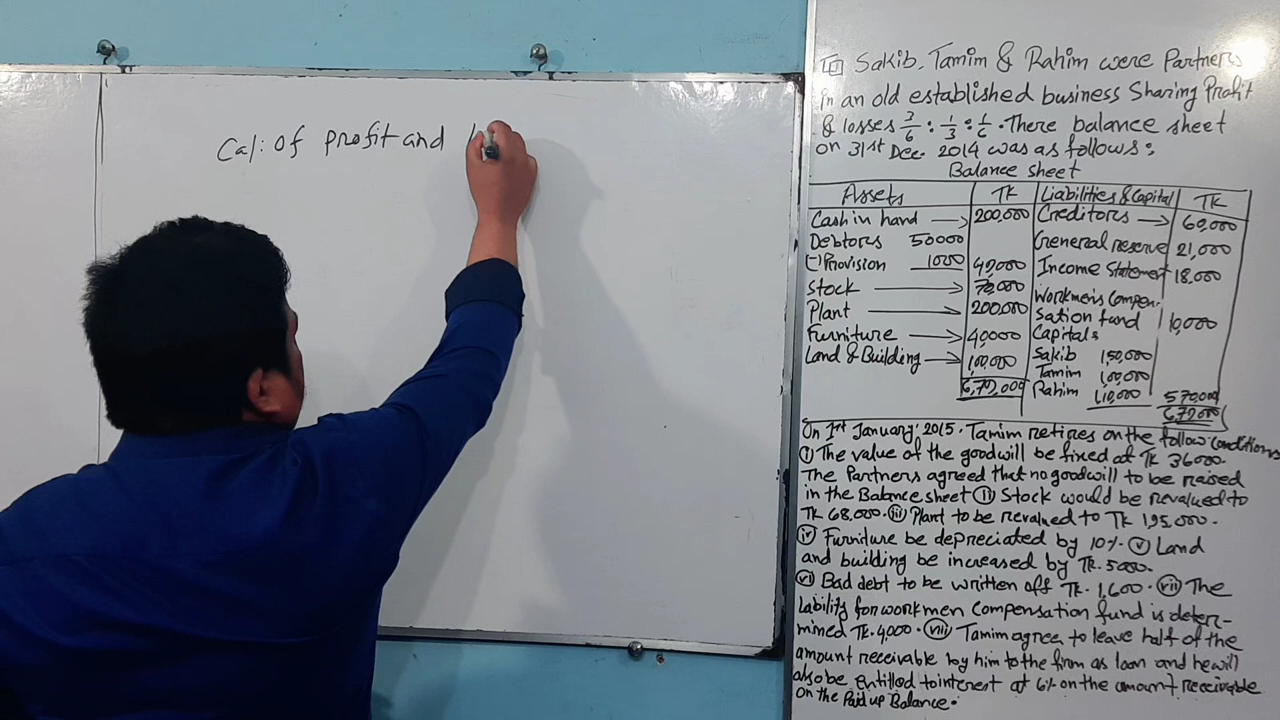 Cal: of profit and
Sakib, Tamim & Rahim were Partners
in an old established business Sharing Profit
& losses 3/6 : 1/3 : 1/6 . There balance sheet
on 31st Dec. 2014 was as follows:
Balance sheet
Assets TK Liabilities & Capital TK
Cash in hand → 200,000 Creditors → 60,000
Debtors 50000 General reserve 21,000
(-) Provision 1000 49,000 Income Statement 18,000
Stock → 70,000 Workmen's Compen-
Plant → 200,000 sation fund 10,000
Furniture → 40,000 Capitals
Land & Building → 1,00,000 Sakib 1,50,000
Tamim 1,00,000
Rahim 1,10,000 570,000
On 1st January' 2015. Tamim retires on the follow conditions
(i) The value of the goodwill be fixed at TK 36000.
The Partners agreed that no goodwill to be raised
in the Balance sheet (ii) Stock would be revalued to
TK 68,000. (iii) Plant to be revalued to TK 195,000.
(iv) Furniture be depreciated by 10%. (v) Land
and building be increased by TK. 5000.
(vi) Bad debt to be written off TK. 1,600. (vii) The
Lability for workmen Compensation fund is deter-
mined TK. 4,000. (viii) Tamim agree to leave half of the
amount receivable by him to the firm as loan and he will
also be entitled to interest at 6% on the amount receivable
on the Paid up Balance.